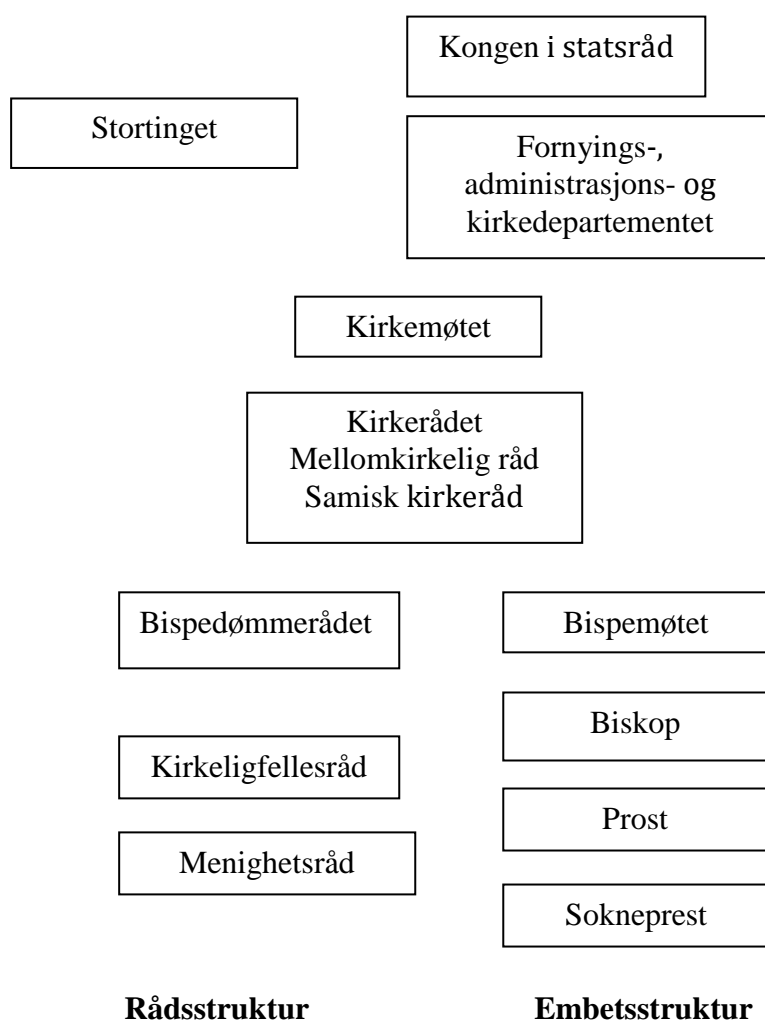 Kongen i statsråd
Stortinget
Fornyings-,
administrasjons- og
kirkedepartementet
Kirkemøtet
Kirkerådet
Mellomkirkelig råd
Samisk kirkeråd
Bispedømmerådet
Bispemøtet
Biskop
Kirkeligfellesråd
Prost
Menighetsråd
Sokneprest
Rådsstruktur
Embetsstruktur